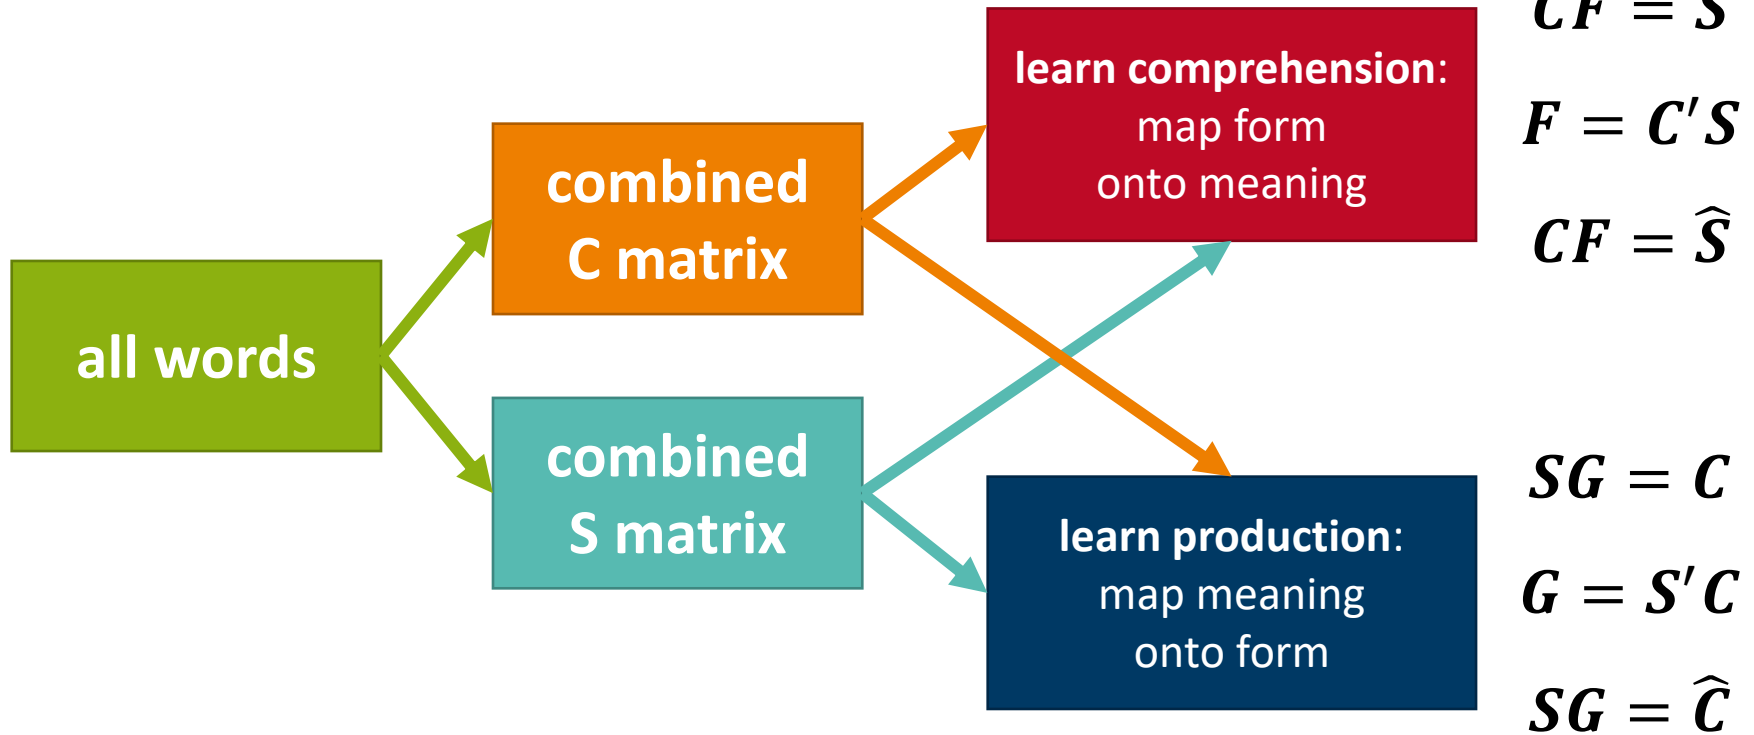 all words
combined
C matrix
combined
S matrix
learn comprehension:
map form
onto meaning
learn production:
map meaning
onto form
CF = S
F = C′S
CF = Ŝ
SG = C
G = S′C
SG = Ĉ